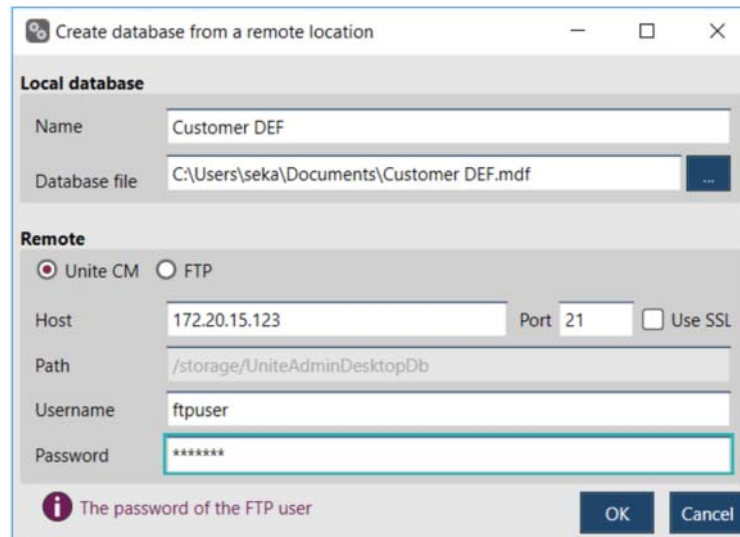 Create database from a remote location
Local database
Name Customer DEF
Database file C:\Users\seka\Documents\Customer DEF.mdf ...
Remote
Unite CM FTP
Host 172.20.15.123 Port 21 Use SSL
Path /storage/UniteAdminDesktopDb
Username ftpuser
Password *******
i The password of the FTP user OK Cancel